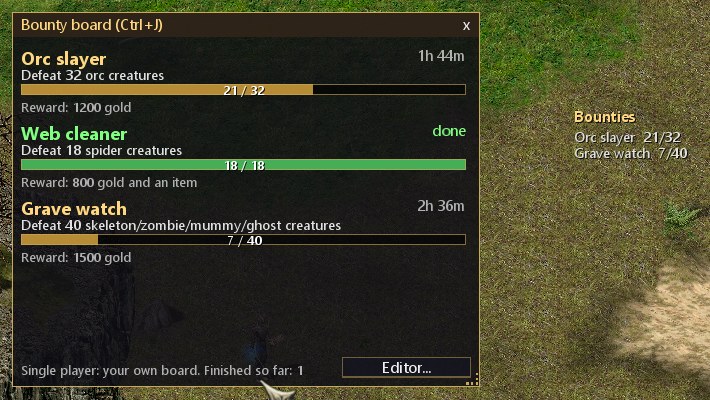 Bounty board (Ctrl+J) x
Orc slayer 1h 44m
Defeat 32 orc creatures
21 / 32
Reward: 1200 gold
Web cleaner done
Defeat 18 spider creatures
18 / 18
Reward: 800 gold and an item
Grave watch 2h 36m
Defeat 40 skeleton/zombie/mummy/ghost creatures
7 / 40
Reward: 1500 gold
Single player: your own board. Finished so far: 1
Editor...
Bounties
Orc slayer 21/32
Grave watch 7/40